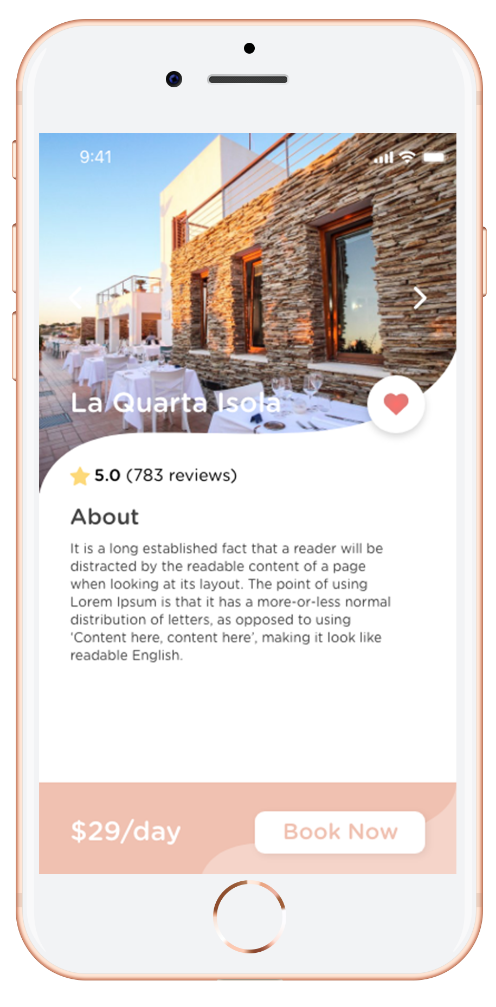 9:41
La Quarta Isola
5.0 (783 reviews)
About
It is a long established fact that a reader will be
distracted by the readable content of a page
when looking at its layout. The point of using
Lorem Ipsum is that it has a more-or-less normal
distribution of letters, as opposed to using
‘Content here, content here’, making it look like
readable English.
$29/day
Book Now